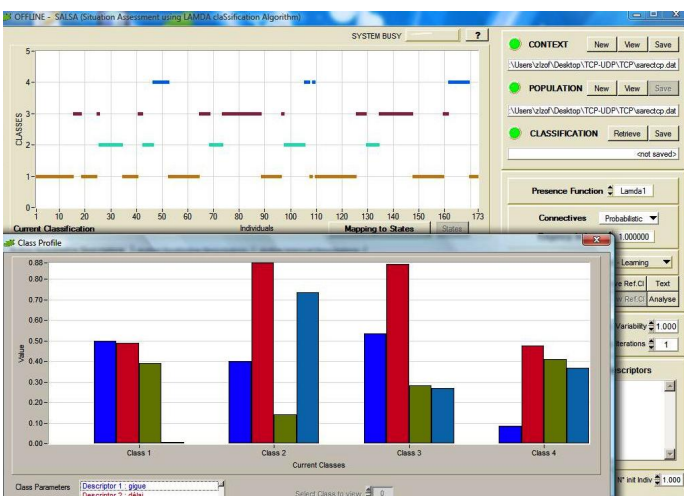 OFFLINE - SALSA (Situation Assessment using LAMDA claSsification Algorithm)
SYSTEM BUSY
?
5
4
3
2
1
0
CLASSES
1 10 20 30 40 50 60 70 80 90 100 110 120 130 140 150 160 173
Current Classification
Individuals
Mapping to States
States
CONTEXT New View Save
:\Users\zlzof\Desktop\TCP-UDP\TCP\earectcp.dat
POPULATION New View Save
:\Users\zlzof\Desktop\TCP-UDP\TCP\earectcp.dat
CLASSIFICATION Retrieve Save
<not saved>
Presence Function Lamda1
Connectives Probabilistic
1.000000
Learning
Ref.Cl Text
Ref.Cl Analyse
Variability 1.000
Iterations 1
scriptors
N° init Indiv 1.000
Class Profile
0.88
0.80
0.70
0.60
0.50
0.40
0.30
0.20
0.10
0.00
Value
Class 1 Class 2 Class 3 Class 4
Current Classes
Class Parameters
Descriptor 1 : gigue
Descriptor 2 : délai
Select Class to view 0